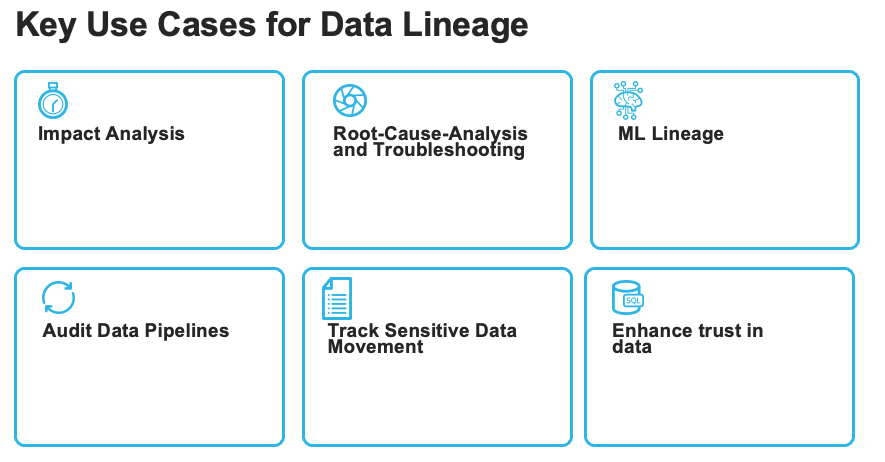 Key Use Cases for Data Lineage
Impact Analysis
Root-Cause-Analysis
and Troubleshooting
ML Lineage
Audit Data Pipelines
Track Sensitive Data
Movement
SQL
Enhance trust in
data